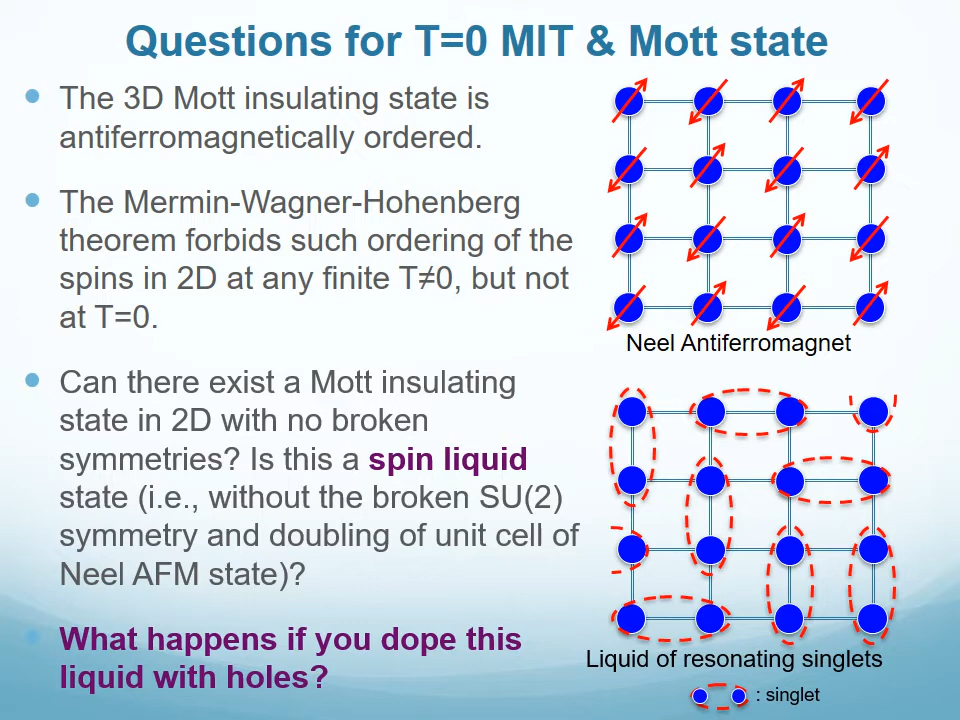 Questions for T=0 MIT & Mott state
The 3D Mott insulating state is
antiferromagnetically ordered.
The Mermin-Wagner-Hohenberg
theorem forbids such ordering of the
spins in 2D at any finite T≠0, but not
at T=0.
Can there exist a Mott insulating
state in 2D with no broken
symmetries? Is this a spin liquid
state (i.e., without the broken SU(2)
symmetry and doubling of unit cell of
Neel AFM state)?
What happens if you dope this
liquid with holes?
Neel Antiferromagnet
Liquid of resonating singlets
: singlet